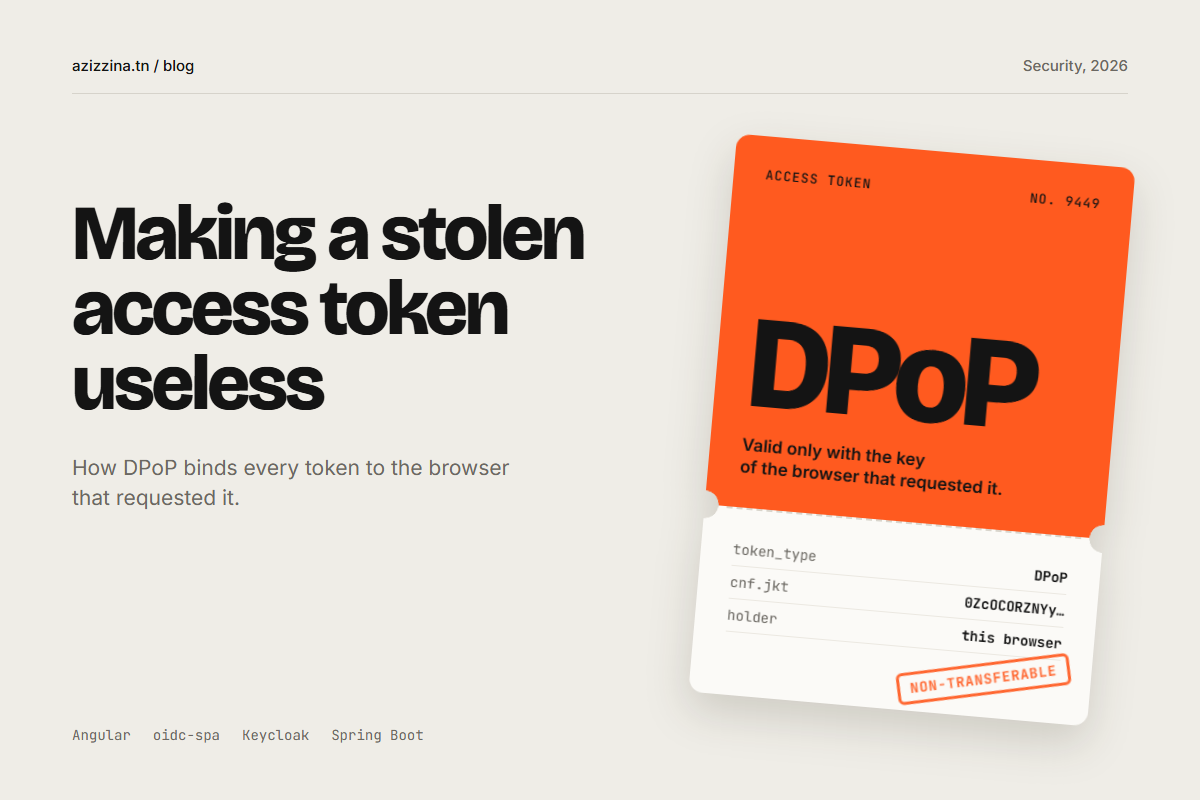 azizzina.tn / blog
Security, 2026
Making a stolen
access token
useless
How DPoP binds every token to the browser
that requested it.
ACCESS TOKEN
NO. 9449
DPoP
Valid only with the key
of the browser that requested it.
token_type
DPoP
cnf.jkt
0ZcOCORZNYy…
holder
this browser
NON-TRANSFERABLE
Angular oidc-spa Keycloak Spring Boot